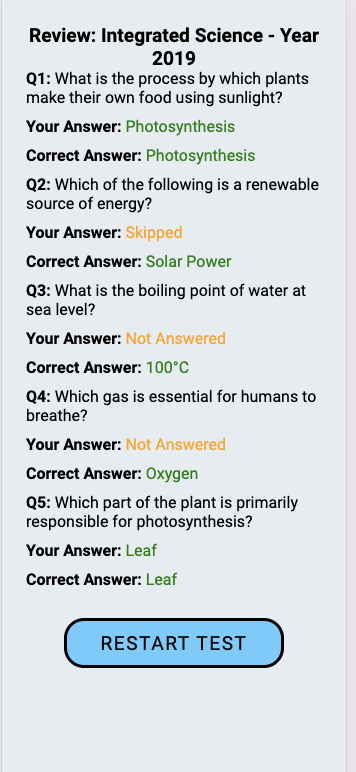 Review: Integrated Science - Year
2019
Q1: What is the process by which plants
make their own food using sunlight?
Your Answer: Photosynthesis
Correct Answer: Photosynthesis
Q2: Which of the following is a renewable
source of energy?
Your Answer: Skipped
Correct Answer: Solar Power
Q3: What is the boiling point of water at
sea level?
Your Answer: Not Answered
Correct Answer: 100°C
Q4: Which gas is essential for humans to
breathe?
Your Answer: Not Answered
Correct Answer: Oxygen
Q5: Which part of the plant is primarily
responsible for photosynthesis?
Your Answer: Leaf
Correct Answer: Leaf
RESTART TEST